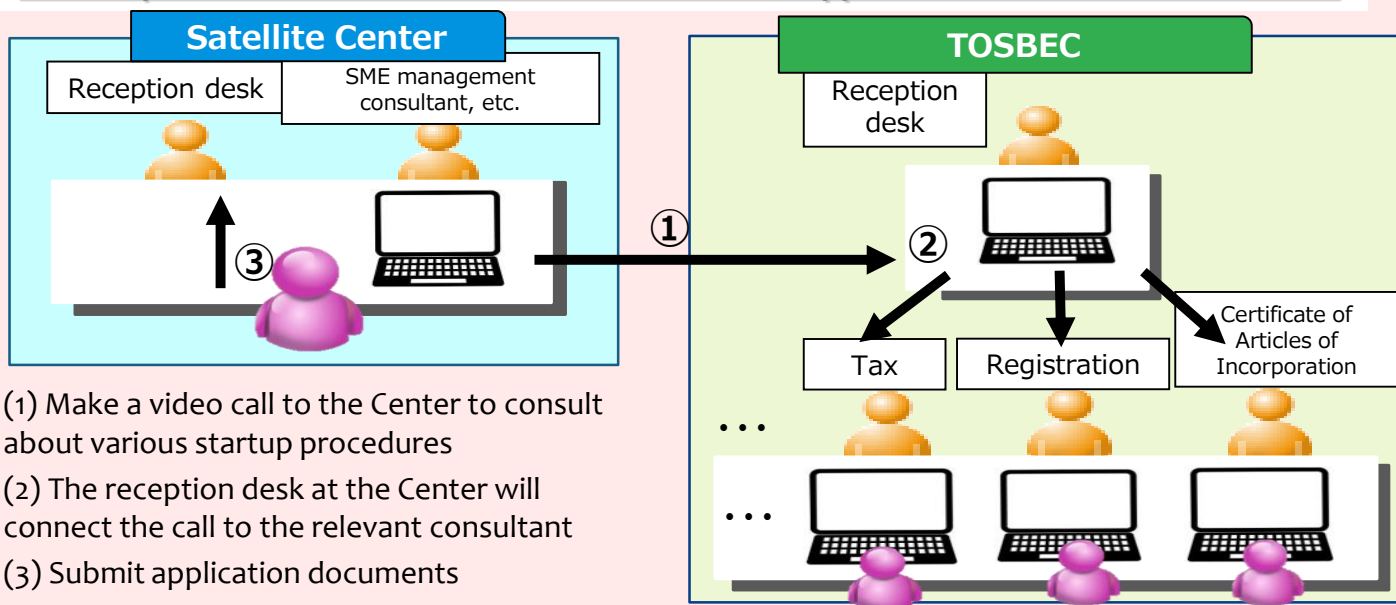 Satellite Center
Reception desk
SME management
consultant, etc.
③
①
TOSBEC
Reception
desk
②
Tax
Registration
Certificate of
Articles of
Incorporation
...
...
(1) Make a video call to the Center to consult
about various startup procedures
(2) The reception desk at the Center will
connect the call to the relevant consultant
(3) Submit application documents